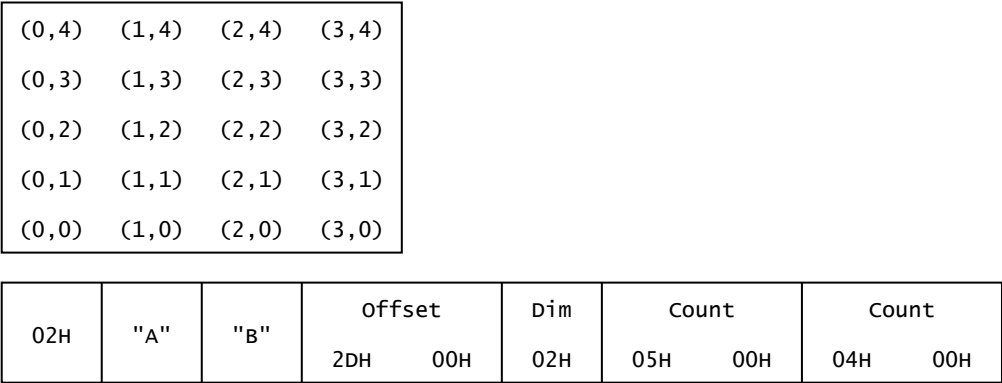 (0,4) (1,4) (2,4) (3,4)
(0,3) (1,3) (2,3) (3,3)
(0,2) (1,2) (2,2) (3,2)
(0,1) (1,1) (2,1) (3,1)
(0,0) (1,0) (2,0) (3,0)
02H "A" "B" Offset Dim Count Count
2DH 00H 02H 05H 00H 04H 00H